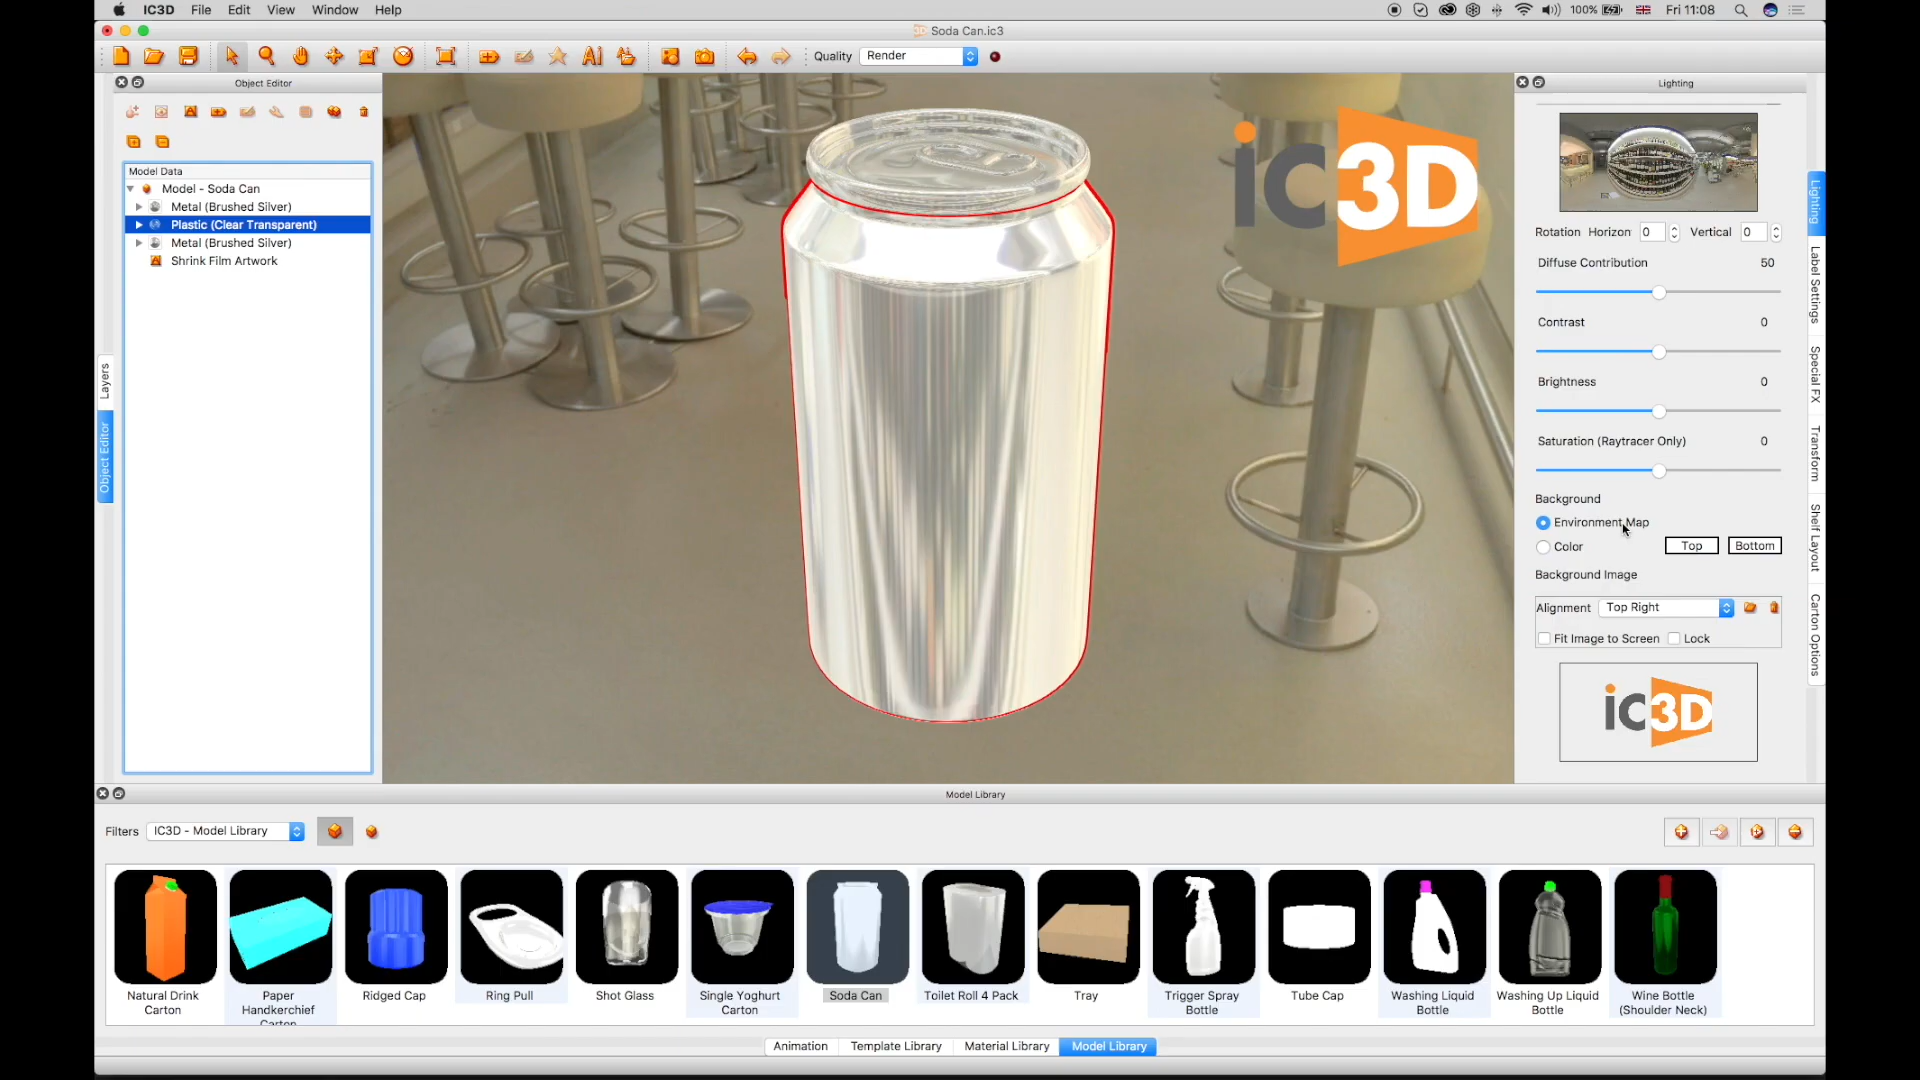 IC3D File Edit View Window Help
100% Fri 11:08
Soda Can.ic3
Ai
Quality Render
Object Editor
Lighting
Model Data
Model - Soda Can
Metal (Brushed Silver)
Plastic (Clear Transparent)
Metal (Brushed Silver)
Shrink Film Artwork
Layers
Object Editor
iC3D
Rotation Horizon 0 Vertical 0
Diffuse Contribution 50
Contrast 0
Brightness 0
Saturation (Raytracer Only) 0
Background
Environment Map
Color Top Bottom
Background Image
Alignment Top Right
Fit Image to Screen Lock
iC3D
Lighting
Label Settings
Special FX
Transform
Shelf Layout
Carton Options
Model Library
Filters IC3D - Model Library
Natural Drink
Carton
Paper
Handkerchief
Carton
Ridged Cap
Ring Pull
Shot Glass
Single Yoghurt
Carton
Soda Can
Toilet Roll 4 Pack
Tray
Trigger Spray
Bottle
Tube Cap
Washing Liquid
Bottle
Washing Up Liquid
Bottle
Wine Bottle
(Shoulder Neck)
Animation Template Library Material Library Model Library